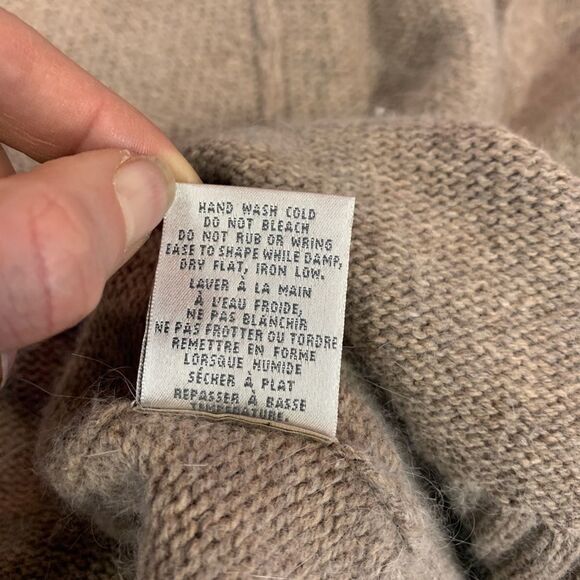 HAND WASH COLD
DO NOT BLEACH
DO NOT RUB OR WRING
EASE TO SHAPE WHILE DAMP,
DRY FLAT, IRON LOW.
LAVER À LA MAIN
À L'EAU FROIDE,
NE PAS BLANCHIR
NE PAS FROTTER OU TORDRE
REMETTRE EN FORME
LORSQUE HUMIDE
SÉCHER À PLAT
REPASSER À BASSE
TEMPERATURE.